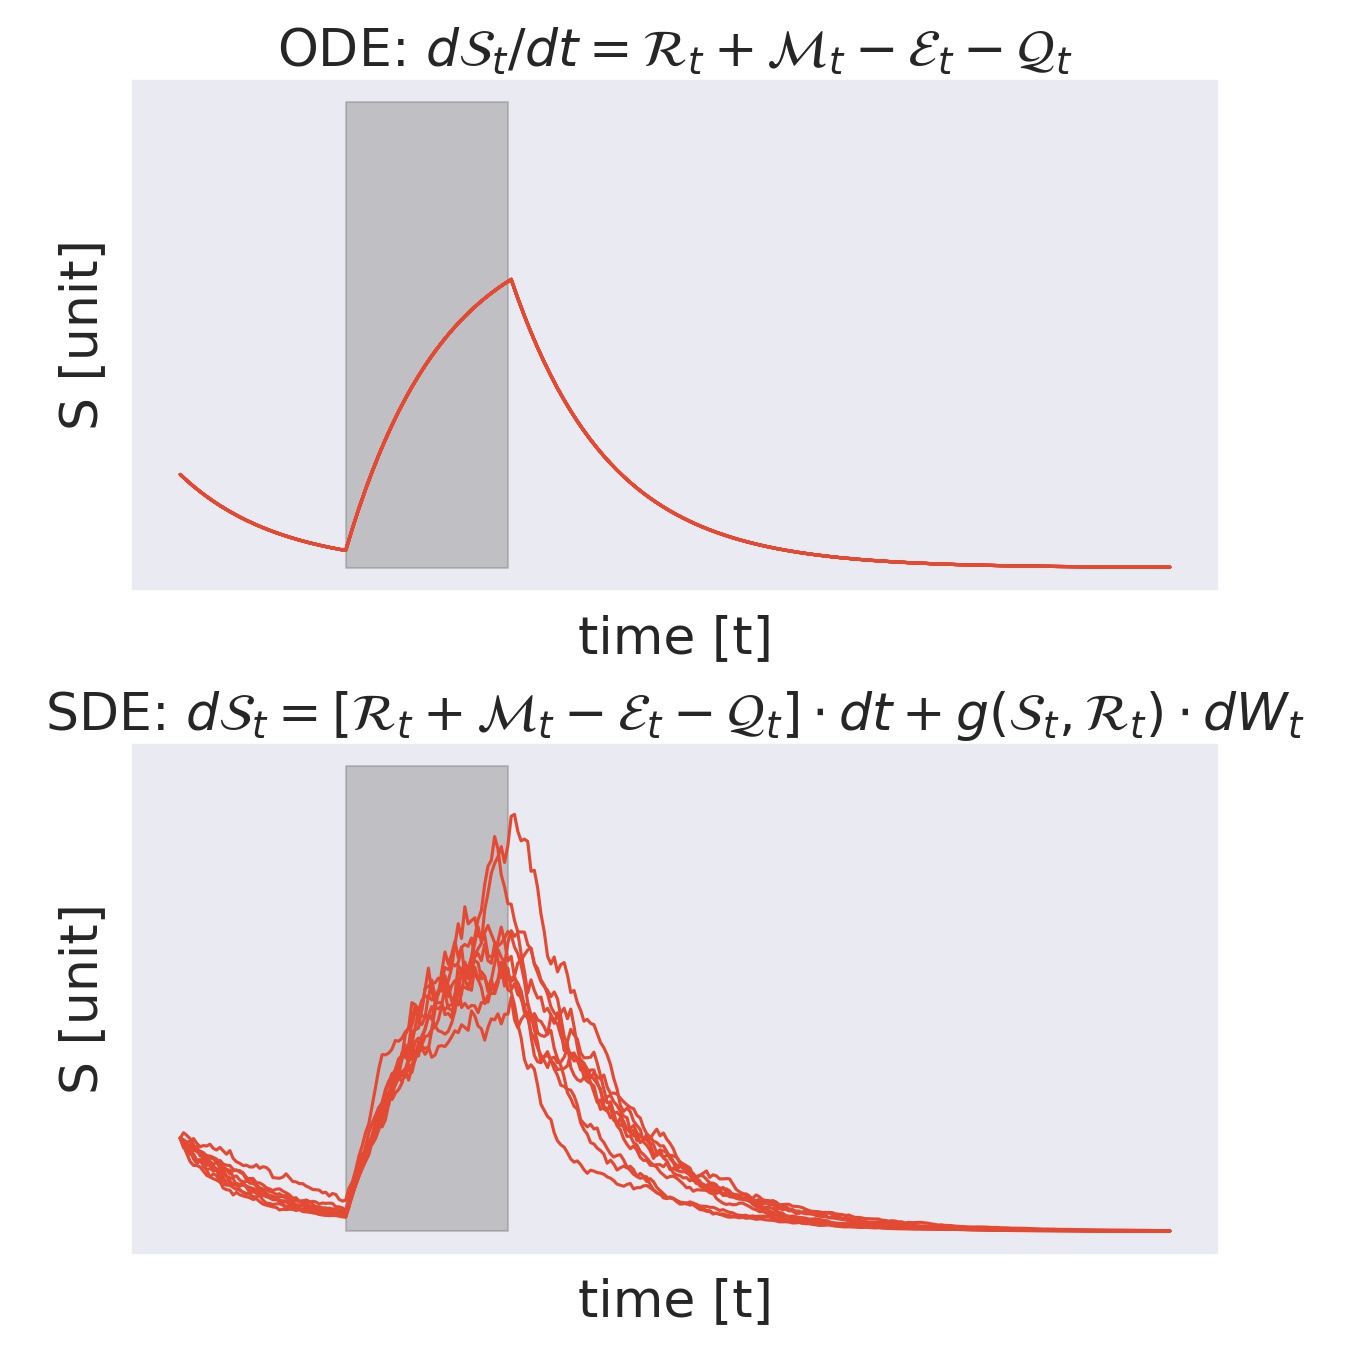 ODE: d𝒮ₜ/dt = ℛₜ + ℳₜ − ℰₜ − 𝒬ₜ
S [unit]
time [t]
SDE: d𝒮ₜ = [ℛₜ + ℳₜ − ℰₜ − 𝒬ₜ] · dt + g(𝒮ₜ, ℛₜ) · dWₜ
S [unit]
time [t]